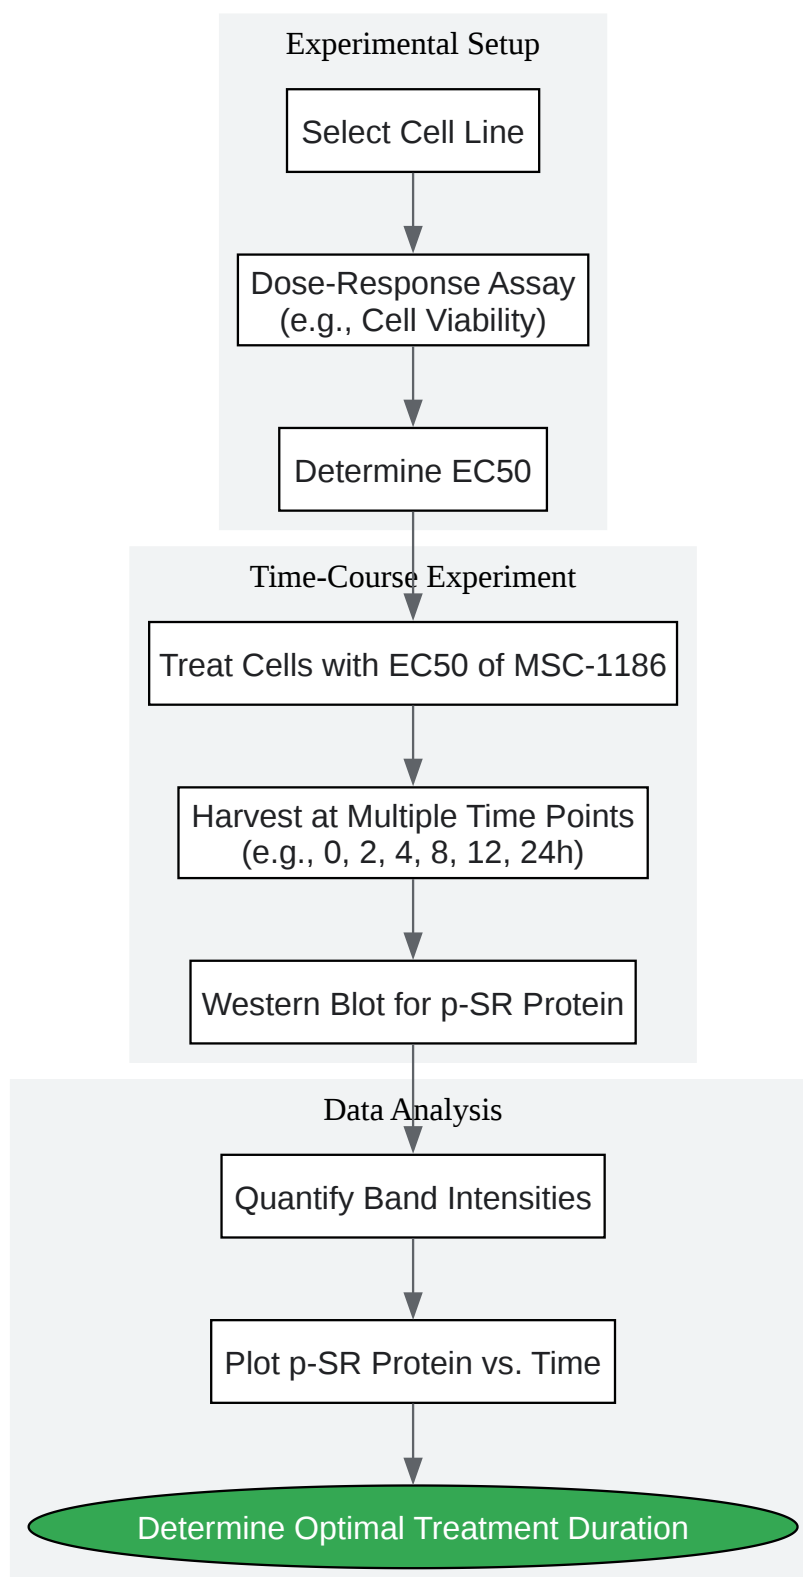 Experimental Setup
Select Cell Line
Dose-Response Assay
(e.g., Cell Viability)
Determine EC50
Time-Course Experiment
Treat Cells with EC50 of MSC-1186
Harvest at Multiple Time Points
(e.g., 0, 2, 4, 8, 12, 24h)
Western Blot for p-SR Protein
Data Analysis
Quantify Band Intensities
Plot p-SR Protein vs. Time
Determine Optimal Treatment Duration